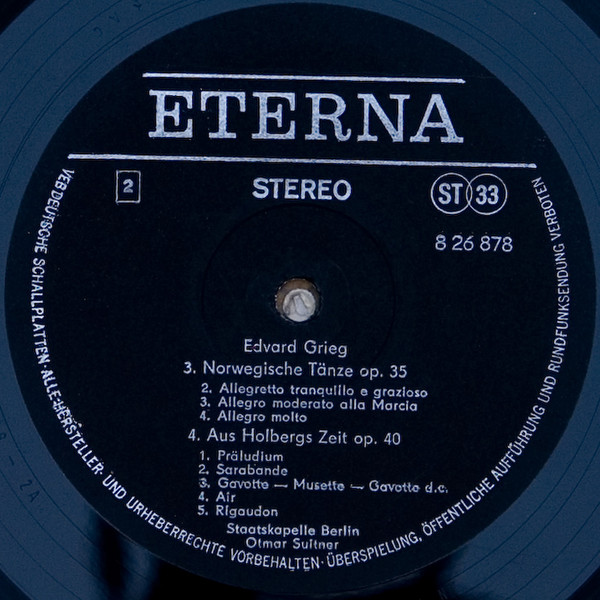 ETERNA
2 STEREO ST 33
8 26 878
Edvard Grieg
3. Norwegische Tänze op. 35
2. Allegretto tranquillo e grazioso
3. Allegro moderato alla Marcia
4. Allegro molto
4. Aus Holbergs Zeit op. 40
1. Präludium
2. Sarabande
3. Gavotte — Musette — Gavotte d.c.
4. Air
5. Rigaudon
Staatskapelle Berlin
Otmar Suitner
VEB DEUTSCHE SCHALLPLATTEN · ALLE HERSTELLER- UND URHEBERRECHTE VORBEHALTEN · ÜBERSPIELUNG, ÖFFENTLICHE AUFFÜHRUNG UND RUNDFUNKSENDUNG VERBOTEN